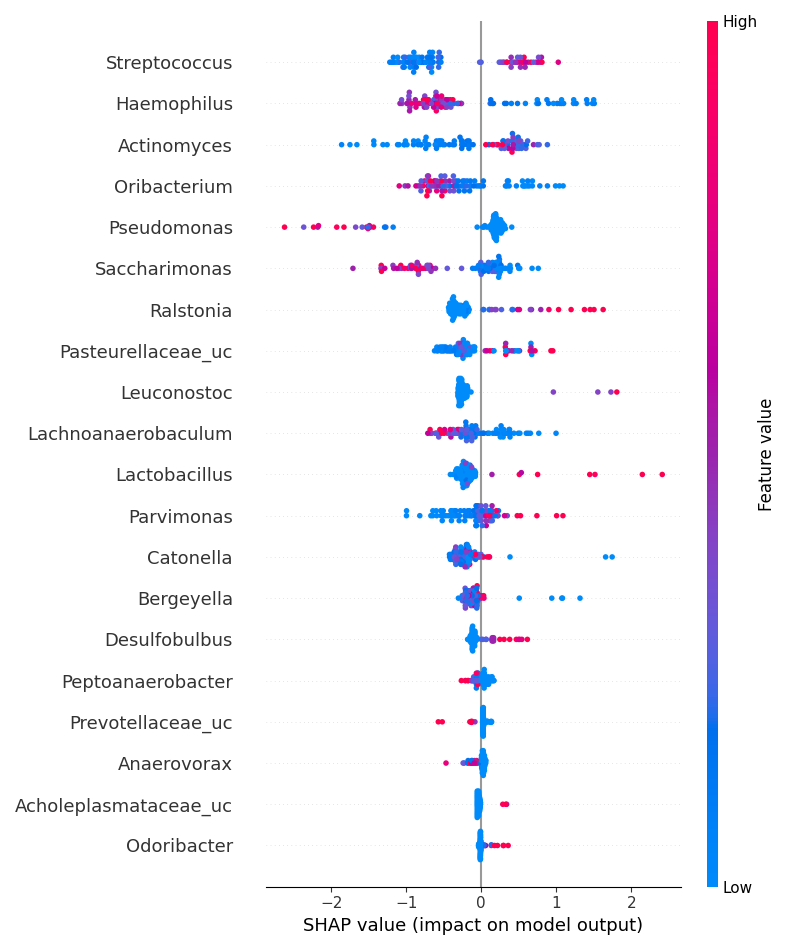 High
Streptococcus
Haemophilus
Actinomyces
Oribacterium
Pseudomonas
Saccharimonas
Ralstonia
Pasteurellaceae_uc
Leuconostoc
Lachnoanaerobaculum
Lactobacillus
Parvimonas
Catonella
Bergeyella
Desulfobulbus
Peptoanaerobacter
Prevotellaceae_uc
Anaerovorax
Acholeplasmataceae_uc
Odoribacter
Feature value
Low
−2 −1 0 1 2
SHAP value (impact on model output)